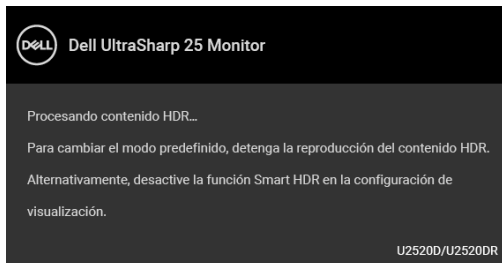 DELL Dell UltraSharp 25 Monitor
Procesando contenido HDR...
Para cambiar el modo predefinido, detenga la reproducción del contenido HDR.
Alternativamente, desactive la función Smart HDR en la configuración de
visualización.
U2520D/U2520DR